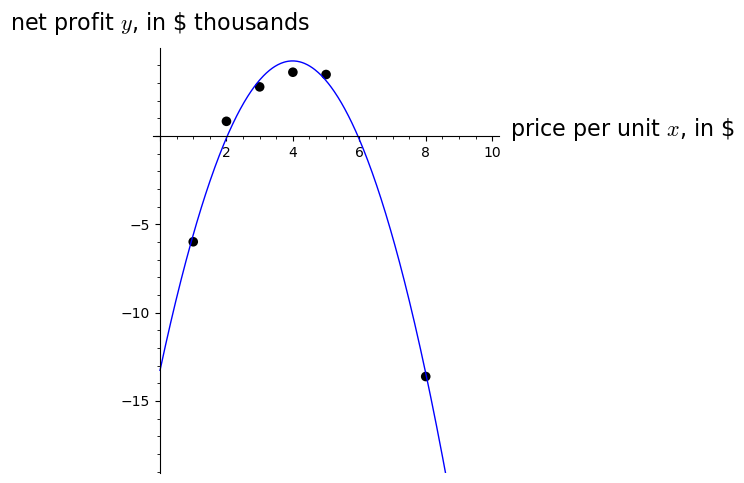 net profit y, in $ thousands
price per unit x, in $
2 4 6 8 10
−5
−10
−15